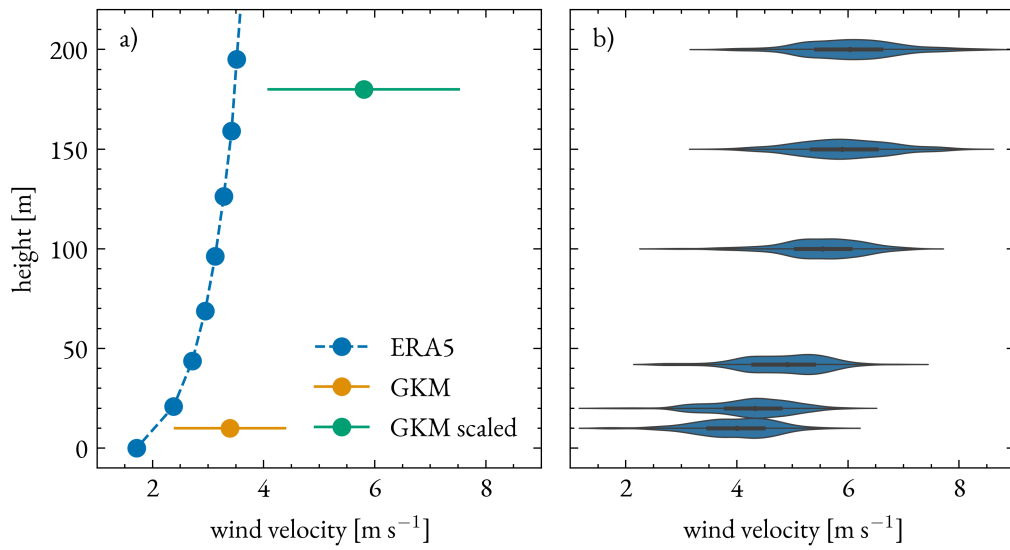 a)
b)
height [m]
200
150
100
50
0
ERA5
GKM
GKM scaled
2 4 6 8
2 4 6 8
wind velocity [m s⁻¹]
wind velocity [m s⁻¹]